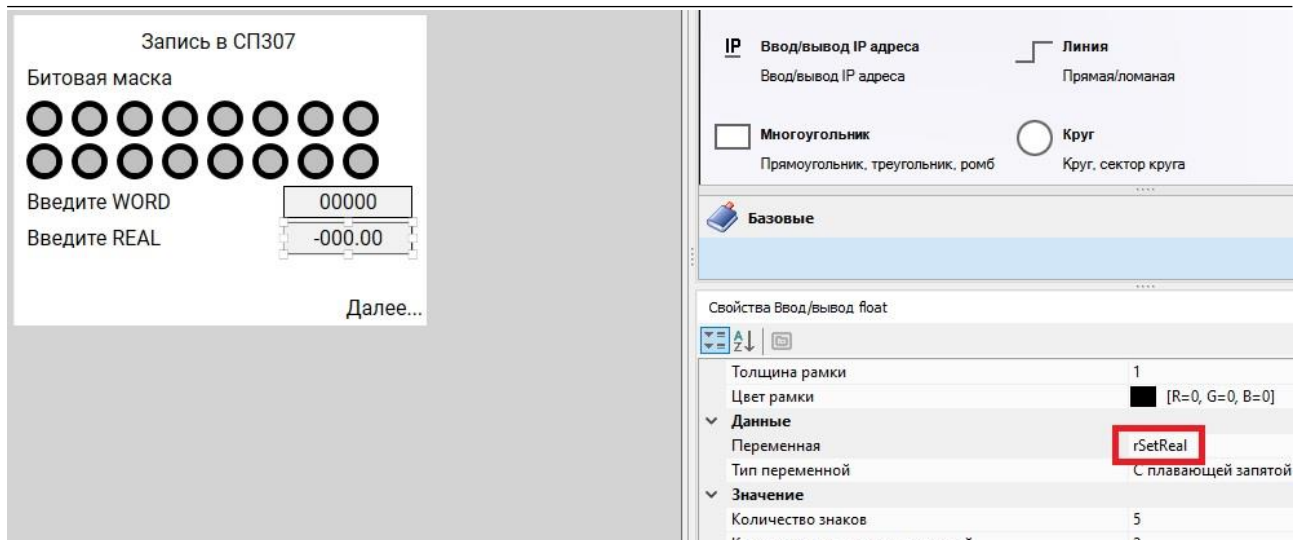 Запись в СП307
Битовая маска
Введите WORD 00000
Введите REAL -000.00
Далее...
IP Ввод/вывод IP адреса
Ввод/вывод IP адреса
Линия
Прямая/ломаная
Многоугольник
Прямоугольник, треугольник, ромб
Круг
Круг, сектор круга
Базовые
Свойства Ввод/вывод float
Толщина рамки 1
Цвет рамки [R=0, G=0, B=0]
Данные
Переменная rSetReal
Тип переменной С плавающей запятой
Значение
Количество знаков 5